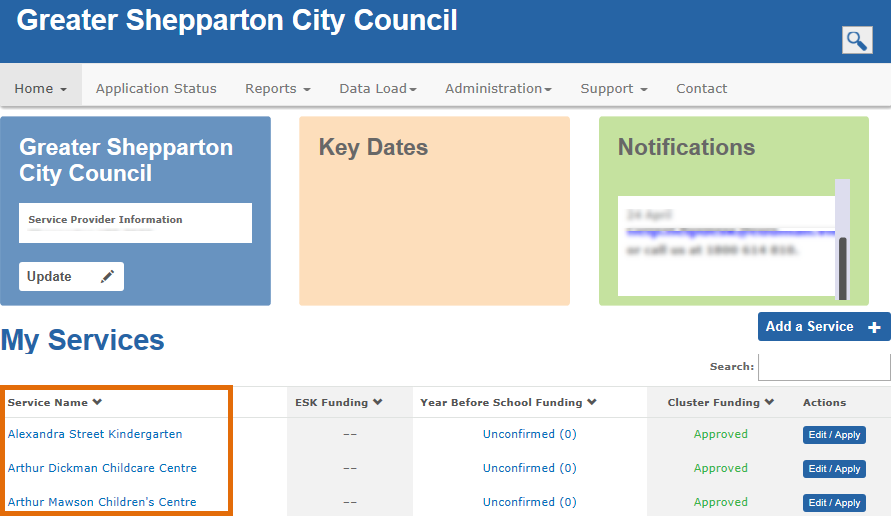 Greater Shepparton City Council
Home Application Status Reports Data Load Administration Support Contact
Greater Shepparton
City Council
Service Provider Information
Update
Key Dates
Notifications
24 April
or call us at 1800 614 810.
My Services
Add a Service +
Search:
Service Name ESK Funding Year Before School Funding Cluster Funding Actions
Alexandra Street Kindergarten -- Unconfirmed (0) Approved Edit / Apply
Arthur Dickman Childcare Centre -- Unconfirmed (0) Approved Edit / Apply
Arthur Mawson Children's Centre -- Unconfirmed (0) Approved Edit / Apply